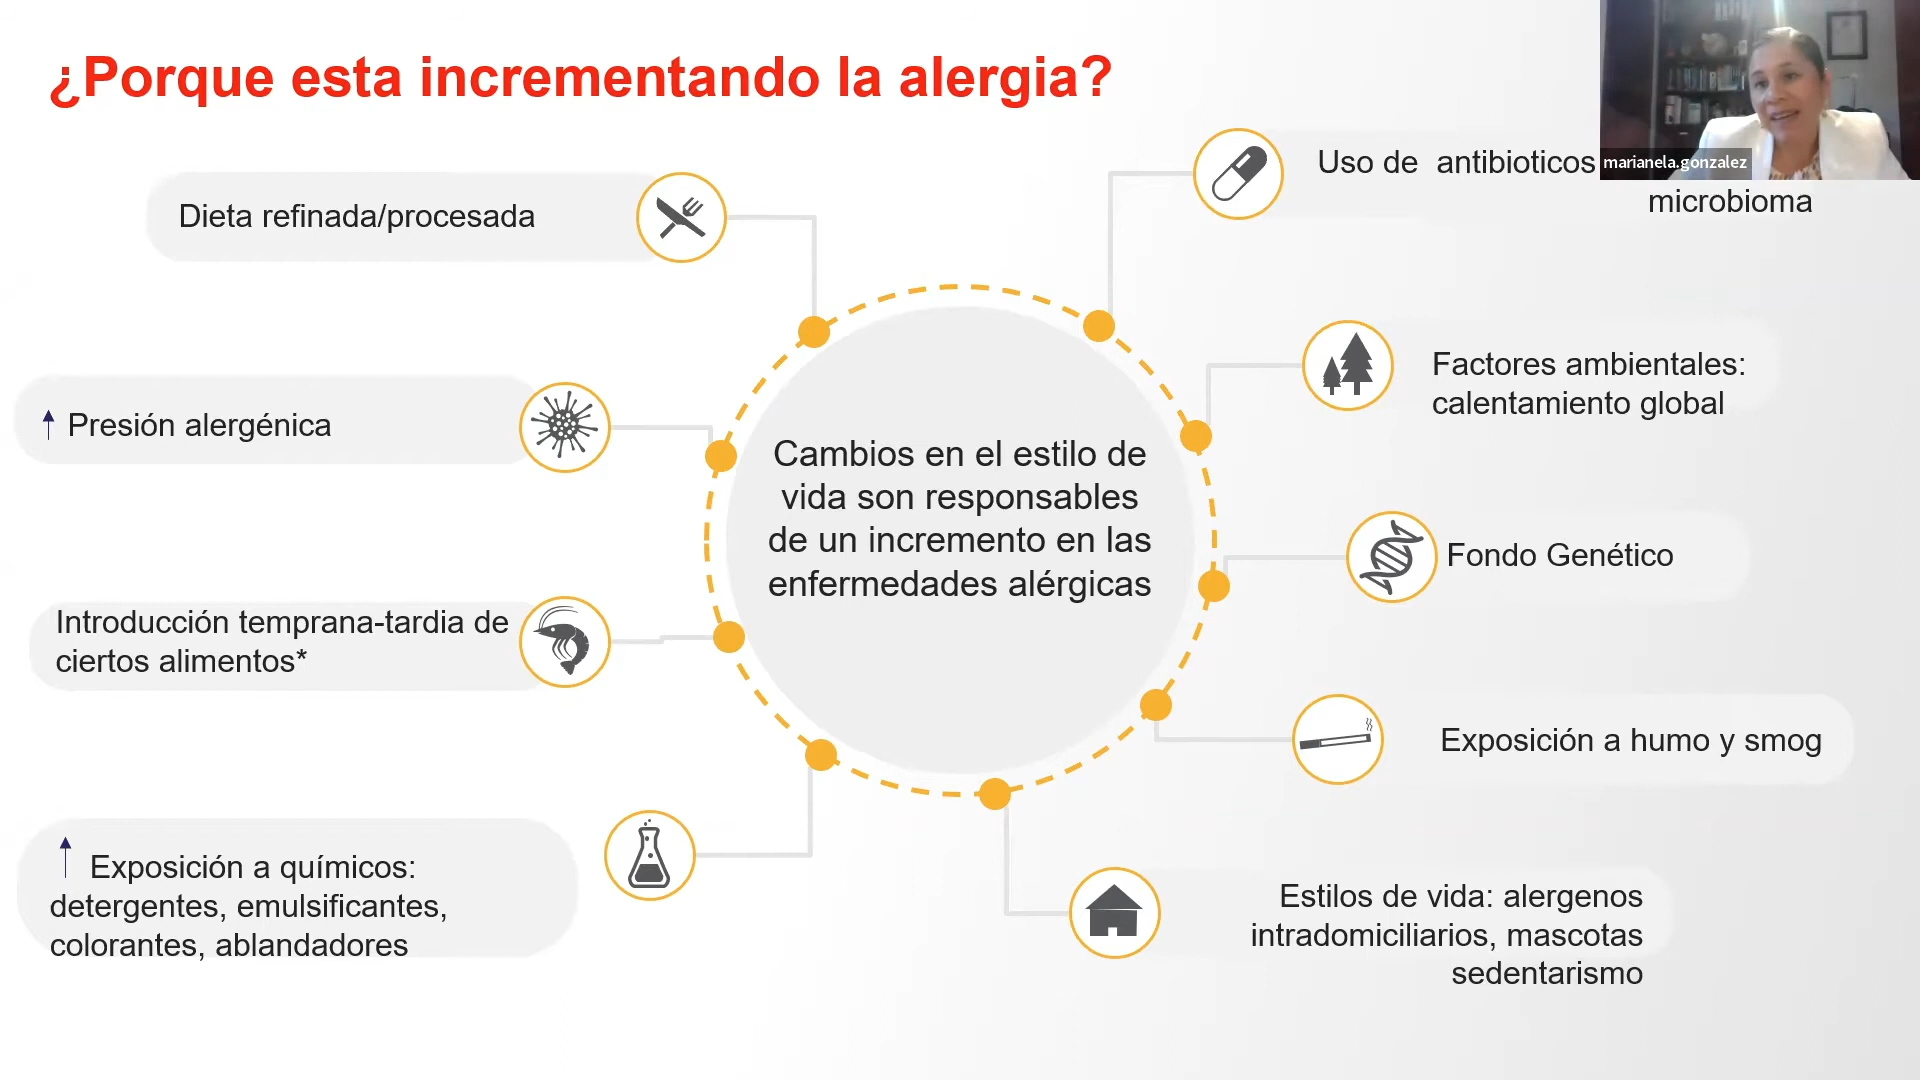 ¿Porque esta incrementando la alergia?
marianela.gonzalez
Dieta refinada/procesada
Presión alergénica
Introducción temprana-tardia de
ciertos alimentos*
Exposición a químicos:
detergentes, emulsificantes,
colorantes, ablandadores
Cambios en el estilo de
vida son responsables
de un incremento en las
enfermedades alérgicas
Uso de  antibioticos
microbioma
Factores ambientales:
calentamiento global
Fondo Genético
Exposición a humo y smog
Estilos de vida: alergenos
intradomiciliarios, mascotas
sedentarismo